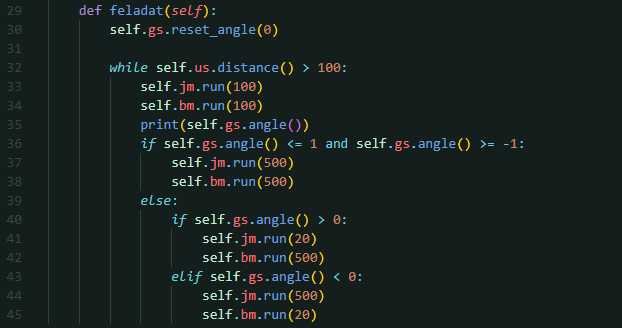 29 def feladat(self):
30 self.gs.reset_angle(0)
31
32 while self.us.distance() > 100:
33 self.jm.run(100)
34 self.bm.run(100)
35 print(self.gs.angle())
36 if self.gs.angle() <= 1 and self.gs.angle() >= -1:
37 self.jm.run(500)
38 self.bm.run(500)
39 else:
40 if self.gs.angle() > 0:
41 self.jm.run(20)
42 self.bm.run(500)
43 elif self.gs.angle() < 0:
44 self.jm.run(500)
45 self.bm.run(20)